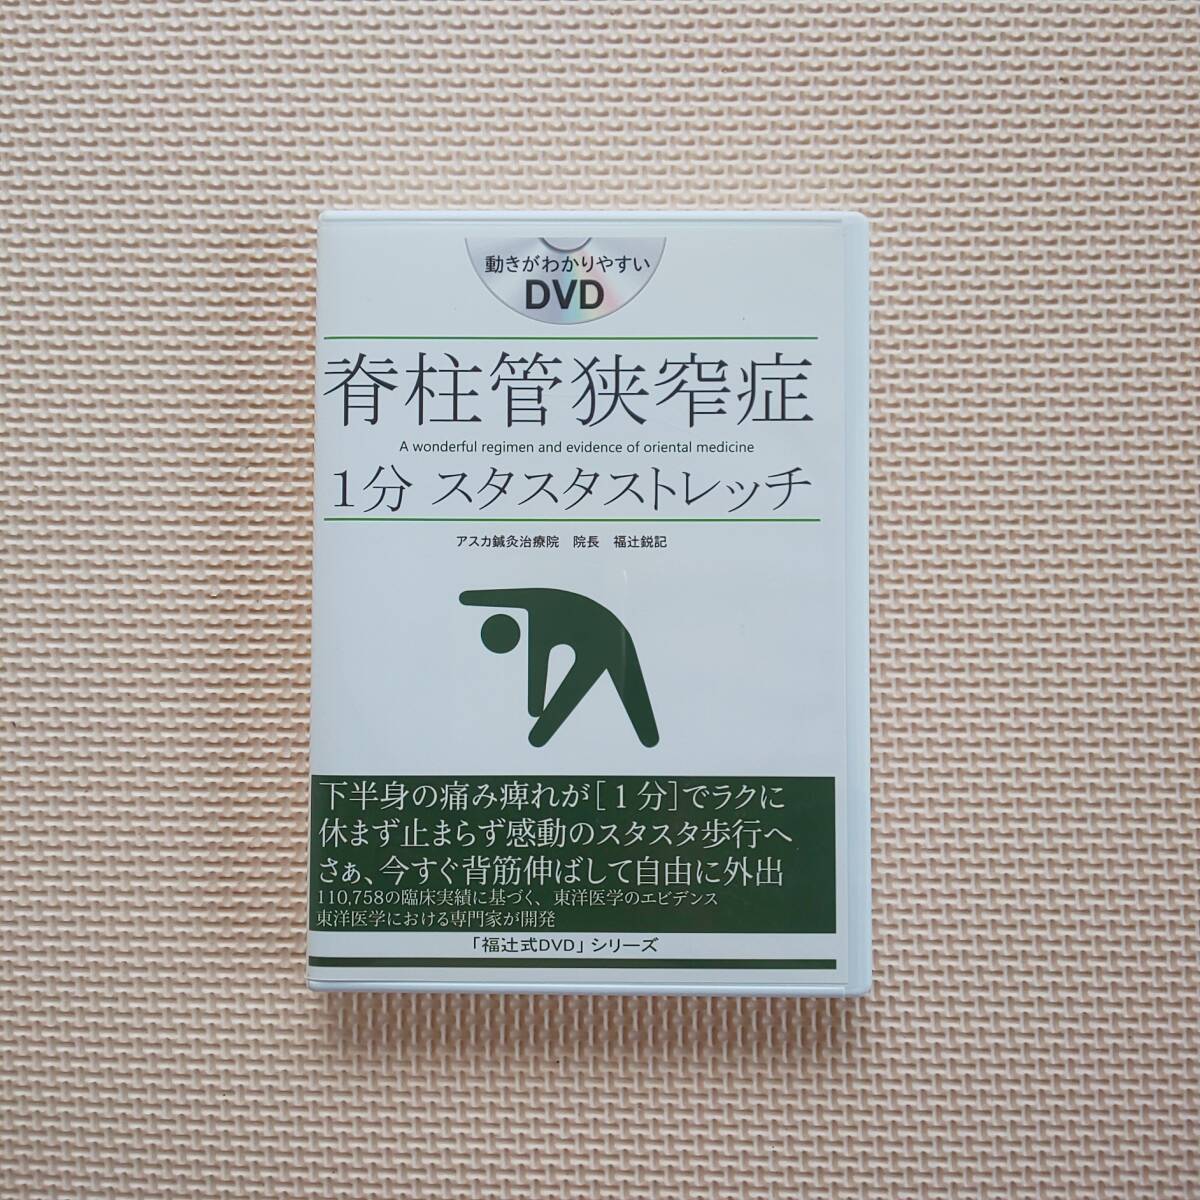 動きがわかりやすい
DVD
脊柱管狭窄症
A wonderful regimen and evidence of oriental medicine
1分 スタスタストレッチ
アスカ鍼灸治療院 院長 福辻鋭記
下半身の痛み痺れが[1分]でラクに
休まず止まらず感動のスタスタ歩行へ
さぁ、今すぐ背筋伸ばして自由に外出
110,758の臨床実績に基づく、東洋医学のエビデンス
東洋医学における専門家が開発
「福辻式DVD」シリーズ